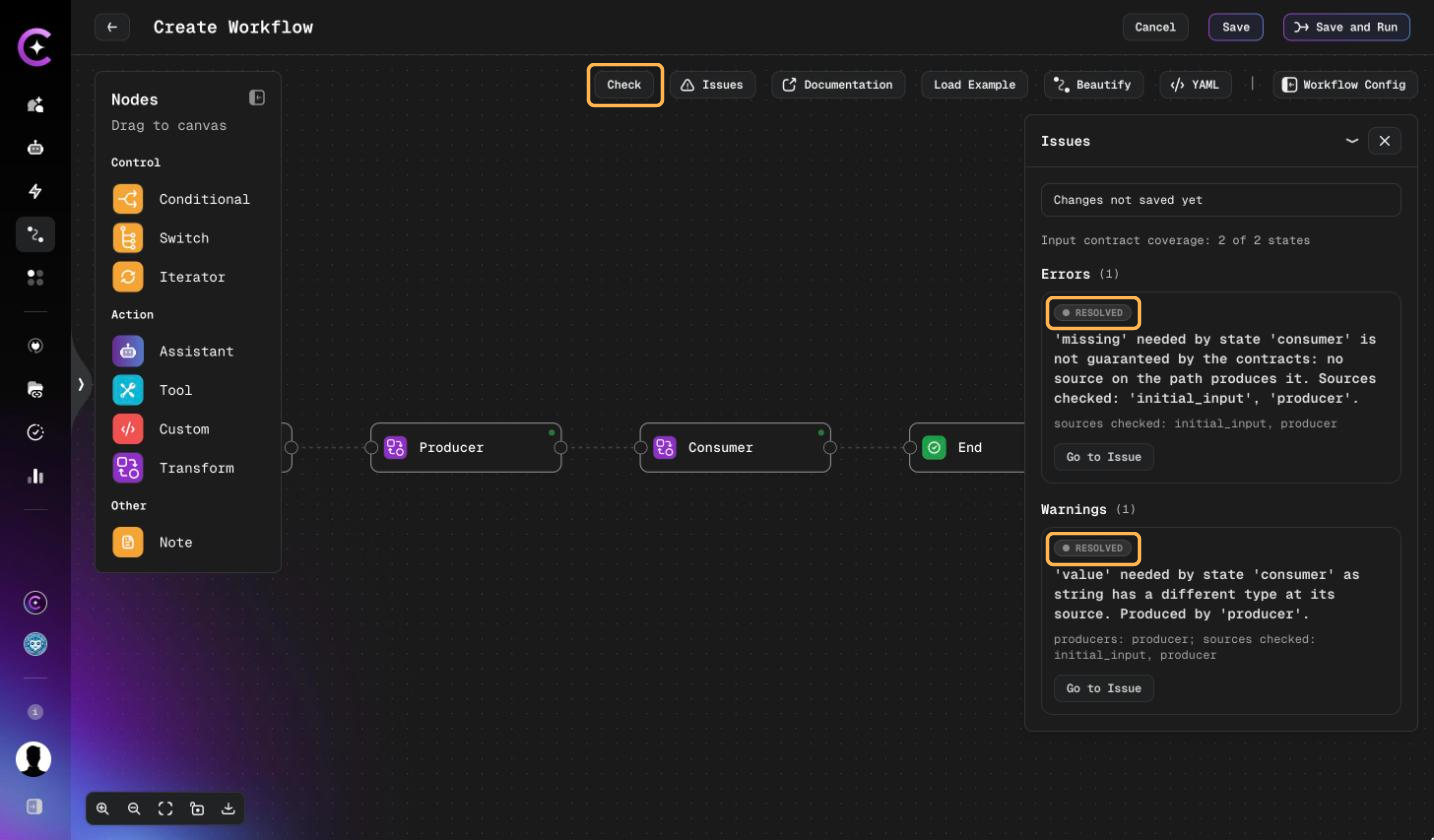 Create Workflow
Cancel
Save
Save and Run
Check
Issues
Documentation
Load Example
Beautify
YAML
Workflow Config
Nodes
Drag to canvas
Control
Conditional
Switch
Iterator
Action
Assistant
Tool
Custom
Transform
Other
Note
Producer
Consumer
End
Issues
Changes not saved yet
Input contract coverage: 2 of 2 states
Errors (1)
RESOLVED
'missing' needed by state 'consumer' is
not guaranteed by the contracts: no
source on the path produces it. Sources
checked: 'initial_input', 'producer'.
sources checked: initial_input, producer
Go to Issue
Warnings (1)
RESOLVED
'value' needed by state 'consumer' as
string has a different type at its
source. Produced by 'producer'.
producers: producer; sources checked:
initial_input, producer
Go to Issue